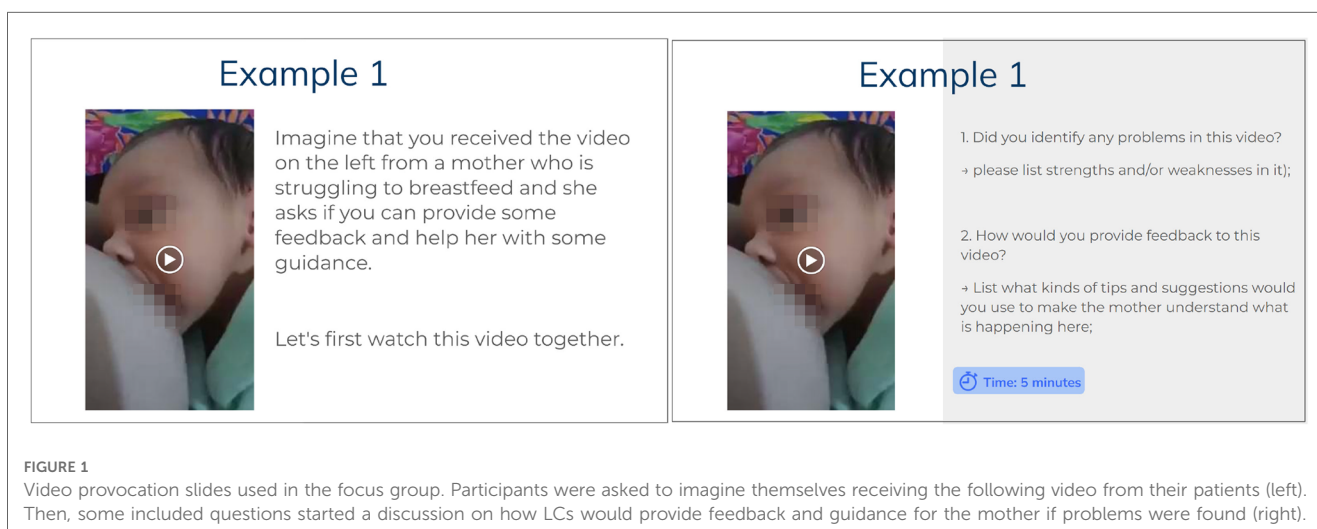 Example 1
Imagine that you received the video
on the left from a mother who is
struggling to breastfeed and she
asks if you can provide some
feedback and help her with some
guidance.
Let's first watch this video together.
Example 1
1. Did you identify any problems in this video?
→ please list strengths and/or weaknesses in it);
2. How would you provide feedback to this
video?
→ List what kinds of tips and suggestions would
you use to make the mother understand what
is happening here;
Time: 5 minutes
FIGURE 1
Video provocation slides used in the focus group. Participants were asked to imagine themselves receiving the following video from their patients (left).
Then, some included questions started a discussion on how LCs would provide feedback and guidance for the mother if problems were found (right).